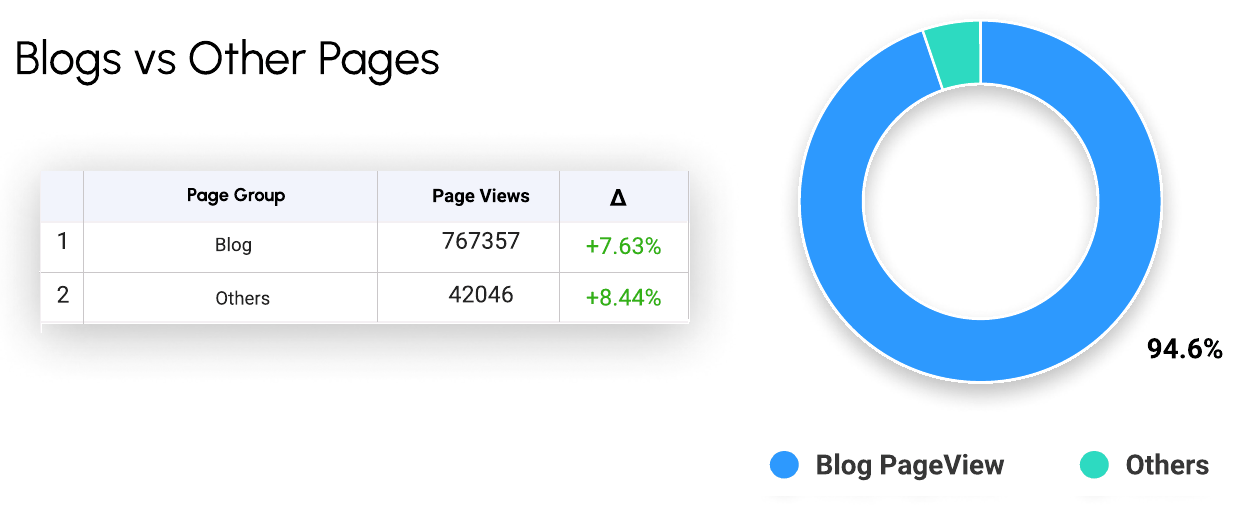 Blogs vs Other Pages
Page Group Page Views Δ
1 Blog 767357 +7.63%
2 Others 42046 +8.44%
94.6%
Blog PageView Others